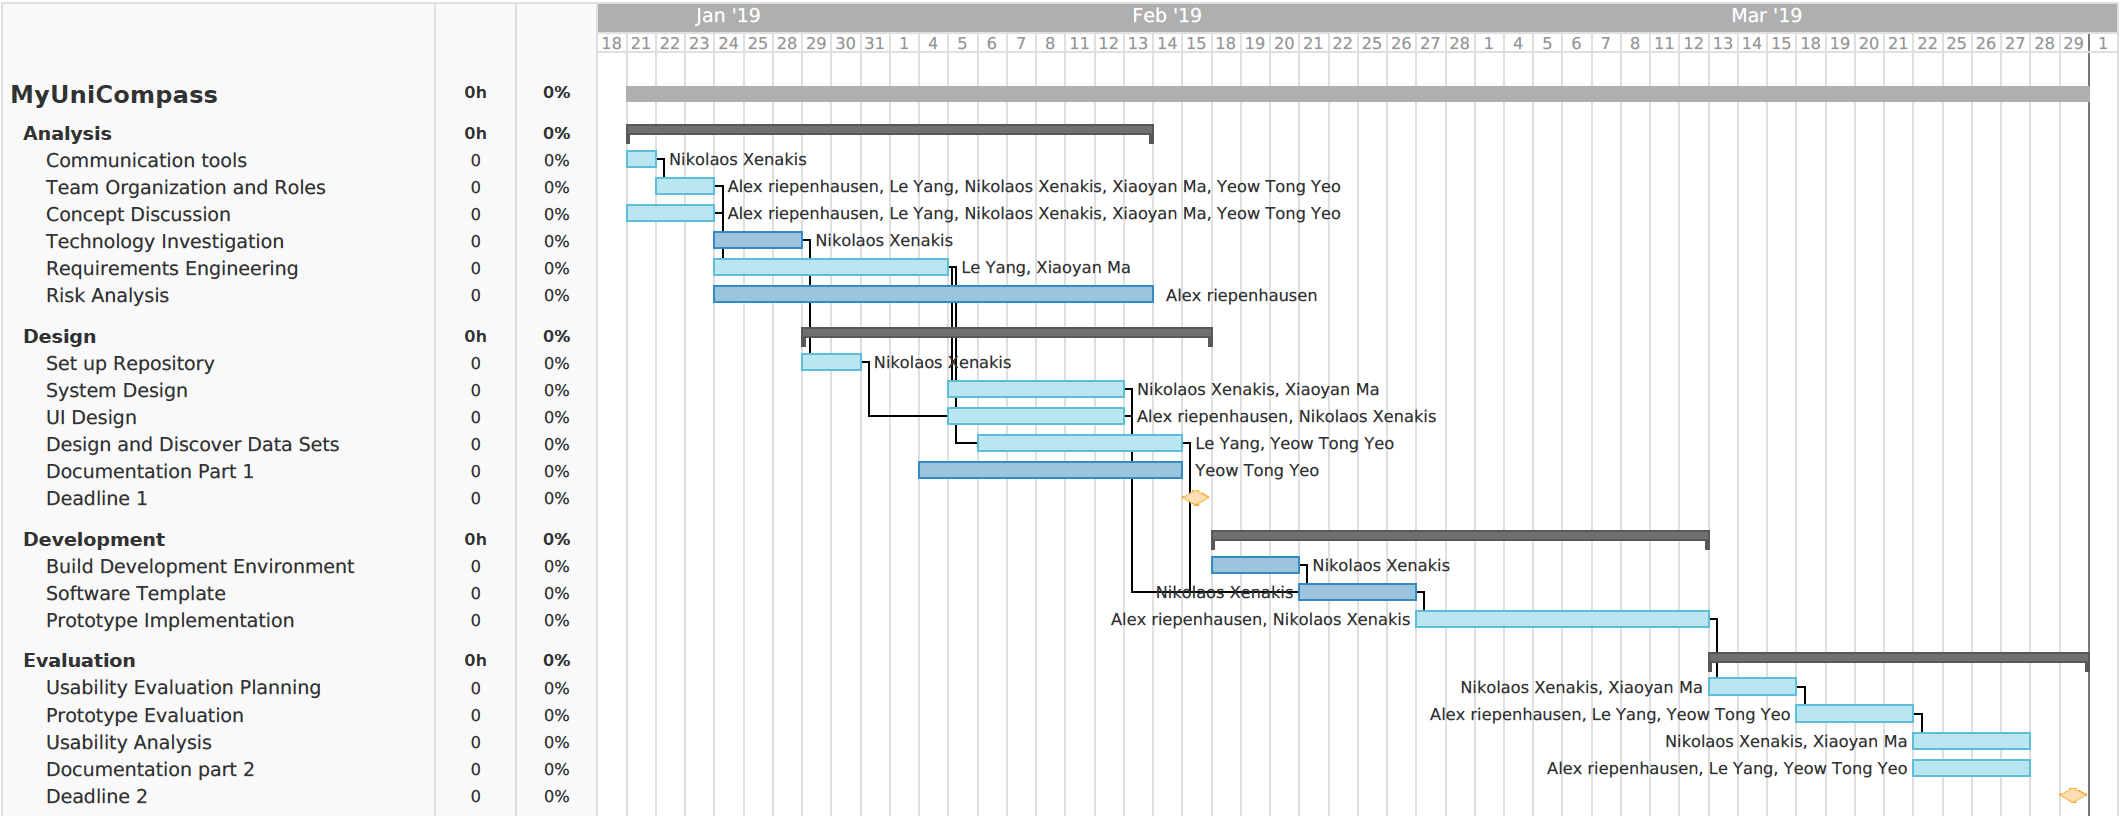 Jan '19 Feb '19 Mar '19
18 21 22 23 24 25 28 29 30 31 1 4 5 6 7 8 11 12 13 14 15 18 19 20 21 22 25 26 27 28 1 4 5 6 7 8 11 12 13 14 15 18 19 20 21 22 25 26 27 28 29 1
MyUniCompass 0h 0%
Analysis 0h 0%
Communication tools 0 0% Nikolaos Xenakis
Team Organization and Roles 0 0% Alex riepenhausen, Le Yang, Nikolaos Xenakis, Xiaoyan Ma, Yeow Tong Yeo
Concept Discussion 0 0% Alex riepenhausen, Le Yang, Nikolaos Xenakis, Xiaoyan Ma, Yeow Tong Yeo
Technology Investigation 0 0% Nikolaos Xenakis
Requirements Engineering 0 0% Le Yang, Xiaoyan Ma
Risk Analysis 0 0% Alex riepenhausen
Design 0h 0%
Set up Repository 0 0% Nikolaos Xenakis
System Design 0 0% Nikolaos Xenakis, Xiaoyan Ma
UI Design 0 0% Alex riepenhausen, Nikolaos Xenakis
Design and Discover Data Sets 0 0% Le Yang, Yeow Tong Yeo
Documentation Part 1 0 0% Yeow Tong Yeo
Deadline 1 0 0%
Development 0h 0%
Build Development Environment 0 0% Nikolaos Xenakis
Software Template 0 0% Nikolaos Xenakis
Prototype Implementation 0 0% Alex riepenhausen, Nikolaos Xenakis
Evaluation 0h 0%
Usability Evaluation Planning 0 0% Nikolaos Xenakis, Xiaoyan Ma
Prototype Evaluation 0 0% Alex riepenhausen, Le Yang, Yeow Tong Yeo
Usability Analysis 0 0% Nikolaos Xenakis, Xiaoyan Ma
Documentation part 2 0 0% Alex riepenhausen, Le Yang, Yeow Tong Yeo
Deadline 2 0 0%